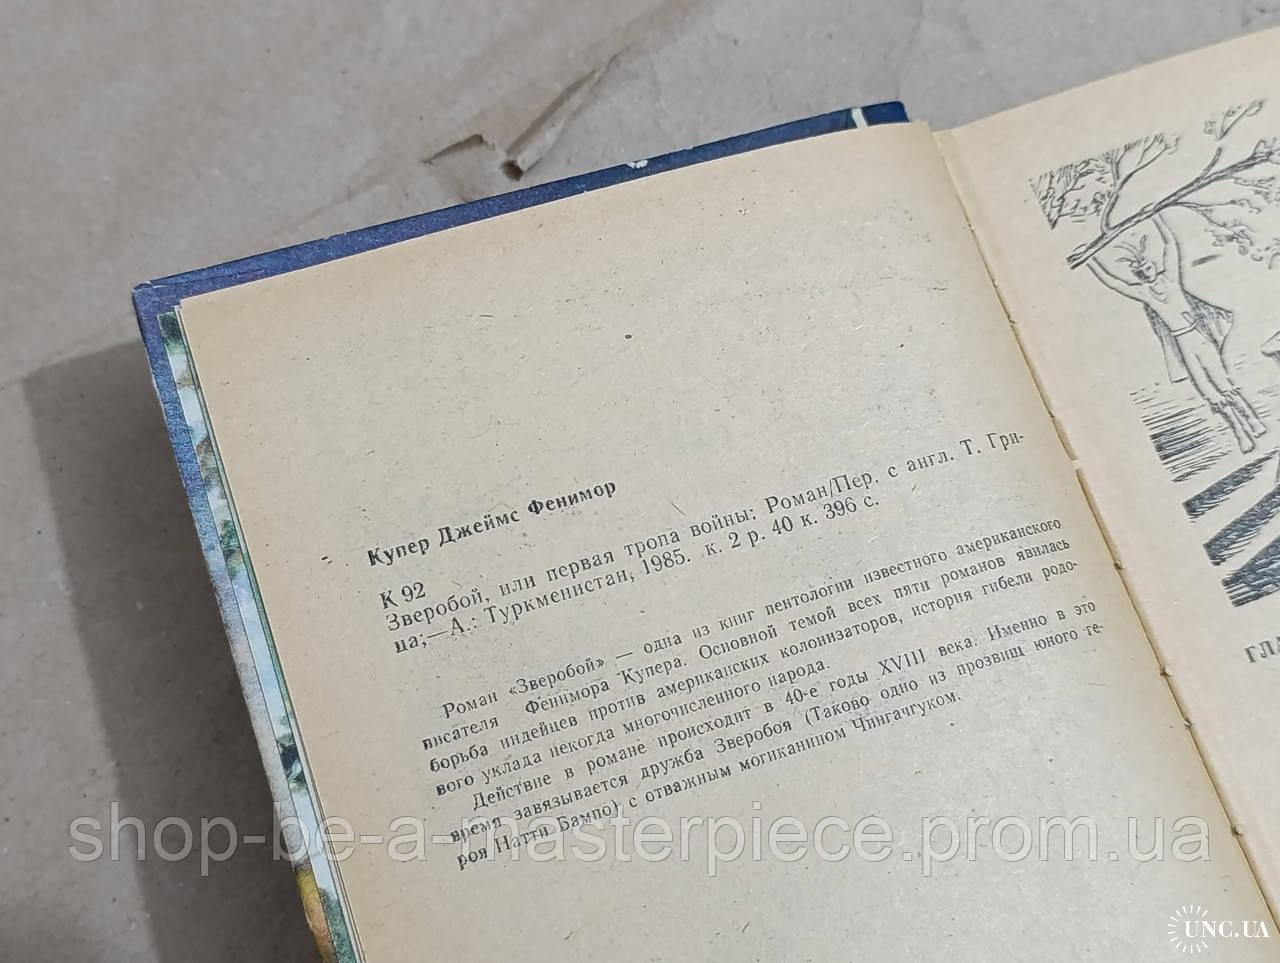 Купер Джеймс Фенимор
К 92
Зверобой, или первая тропа войны: Роман/Пер. с англ. Т. Гри-
ца;—А.: Туркменистан, 1985. к. 2 р. 40 к. 396 с.
Роман «Зверобой» — одна из книг пентологии известного американского
писателя Фенимора Купера. Основной темой всех пяти романов явилась
борьба индейцев против американских колонизаторов, история гибели родо-
вого уклада некогда многочисленного народа.
Действие в романе происходит в 40-е годы XVIII века. Именно в это
время завязывается дружба Зверобоя (Таково одно из прозвищ юного ге-
роя Натти Бампо) с отважным могиканином Чингачгуком.
ГЛА
shop-be-a-masterpiece.prom.ua
UNC.UA